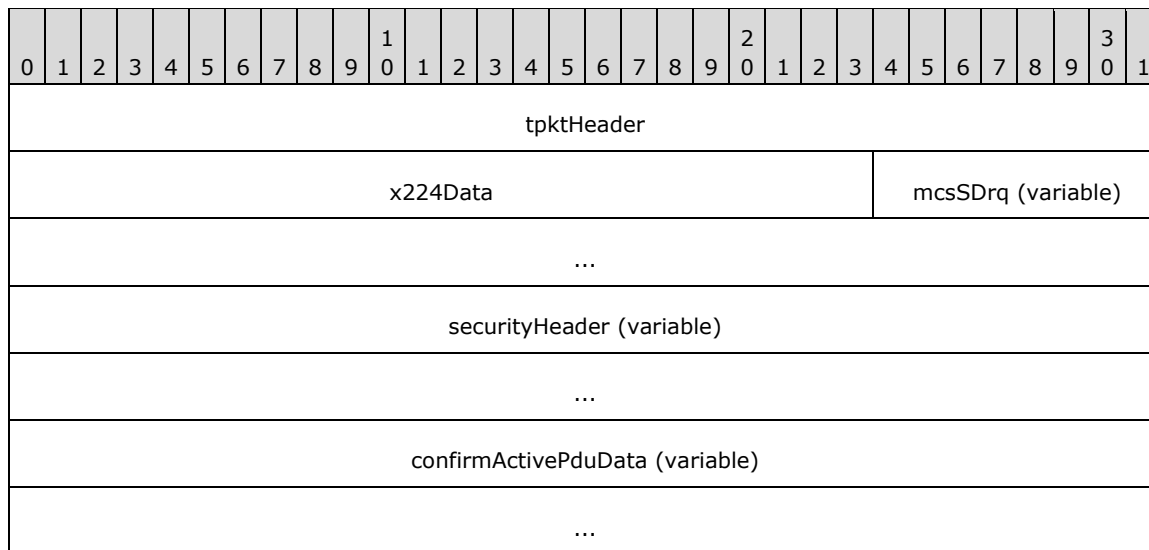 1 2 3
0 1 2 3 4 5 6 7 8 9 0 1 2 3 4 5 6 7 8 9 0 1 2 3 4 5 6 7 8 9 0 1
tpktHeader
x224Data mcsSDrq (variable)
...
securityHeader (variable)
...
confirmActivePduData (variable)
...